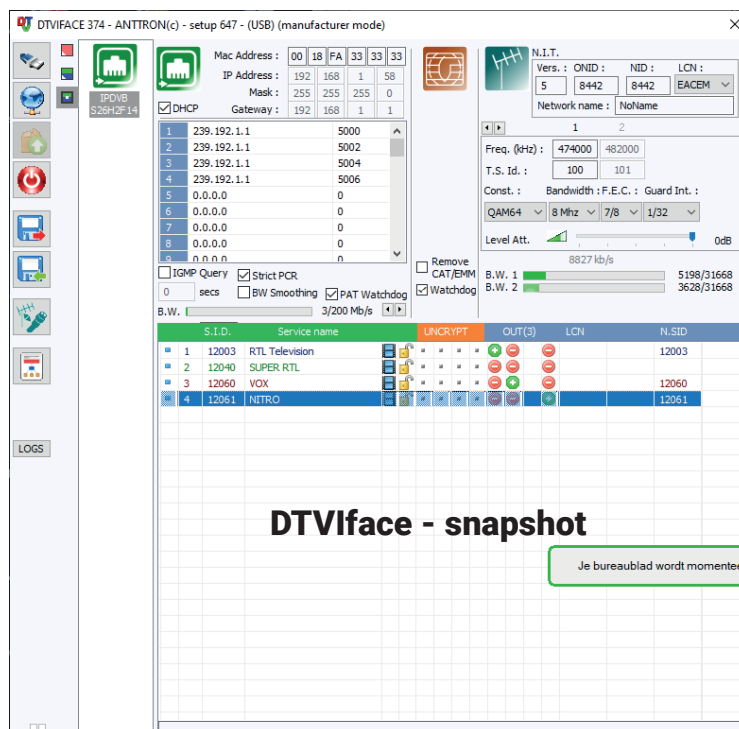 DTVIFACE 374 - ANTTRON(c) - setup 647 - (USB) (manufacturer mode)
IPDVB
S26H2F14
LOGS
Mac Address : 00 18 FA 33 33 33
IP Address : 192 168 1 58
Mask : 255 255 255 0
DHCP Gateway : 192 168 1 1
1 239.192.1.1 5000
2 239.192.1.1 5002
3 239.192.1.1 5004
4 239.192.1.1 5006
5 0.0.0.0 0
6 0.0.0.0 0
7 0.0.0.0 0
8 0.0.0.0 0
9 0.0.0.0 0
IGMP Query Strict PCR
0 secs BW Smoothing PAT Watchdog
B.W. 3/200 Mb/s
Remove
CAT/EMM
Watchdog
N.I.T.
Vers. : ONID : NID : LCN :
5 8442 8442 EACEM
Network name : NoName
1 2
Freq. (kHz) : 474000 482000
T.S. Id. : 100 101
Const. : Bandwidth : F.E.C. : Guard Int. :
QAM64 8 Mhz 7/8 1/32
Level Att. 0dB
8827 kb/s
B.W. 1 5198/31668
B.W. 2 3628/31668
S.I.D. Service name UNCRYPT OUT(3) LCN N.SID
1 12003 RTL Television 12003
2 12040 SUPER RTL
3 12060 VOX 12060
4 12061 NITRO 12061
DTVIface - snapshot
Je bureaublad wordt momentee